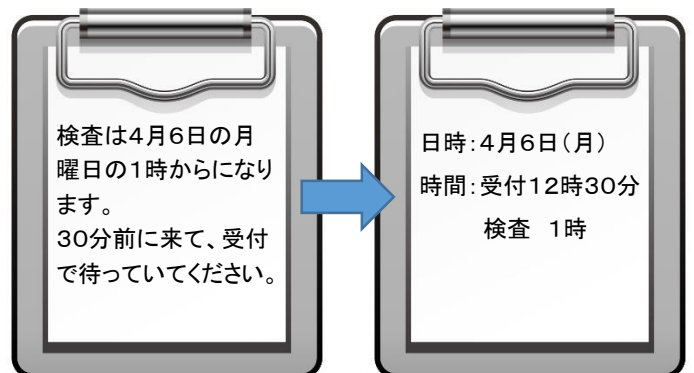 検査は4月6日の月
曜日の1時からになり
ます。
30分前に来て、受付
で待っていてください。
日時:4月6日(月)
時間:受付12時30分
検査 1時